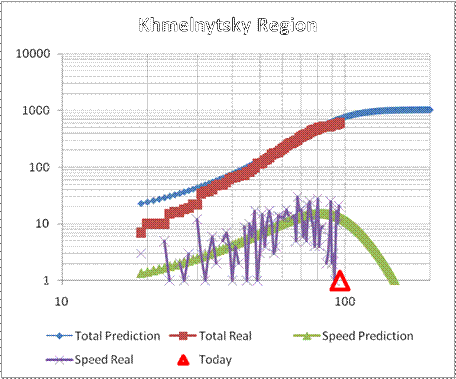 Khmelnytsky Region
10000
1000
100
10
1
10 100
Total Prediction Total Real Speed Prediction
Speed Real Today